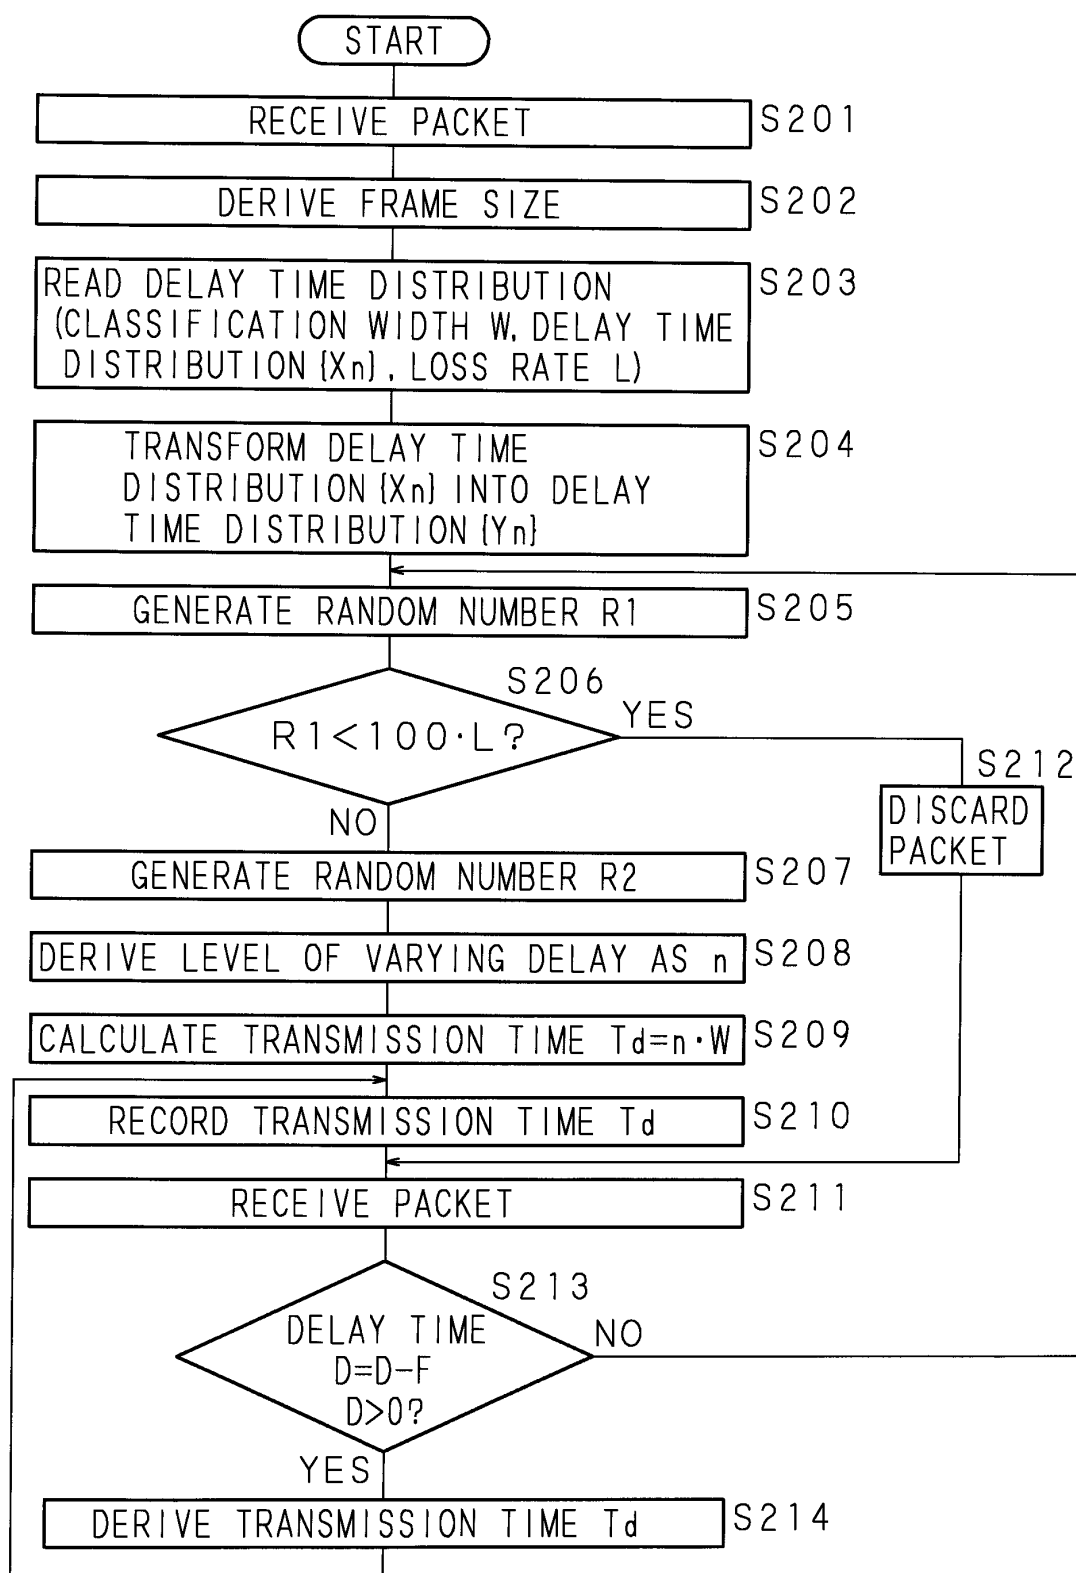 START
RECEIVE PACKET
S201
DERIVE FRAME SIZE
S202
READ DELAY TIME DISTRIBUTION
(CLASSIFICATION WIDTH W, DELAY TIME
DISTRIBUTION {Xn}, LOSS RATE L)
S203
TRANSFORM DELAY TIME
DISTRIBUTION {Xn} INTO DELAY
TIME DISTRIBUTION {Yn}
S204
GENERATE RANDOM NUMBER R1
S205
S206
R1<100·L?
YES
NO
S212
DISCARD
PACKET
GENERATE RANDOM NUMBER R2
S207
DERIVE LEVEL OF VARYING DELAY AS n
S208
CALCULATE TRANSMISSION TIME Td=n·W
S209
RECORD TRANSMISSION TIME Td
S210
RECEIVE PACKET
S211
S213
DELAY TIME
D=D-F
D>0?
NO
YES
DERIVE TRANSMISSION TIME Td
S214